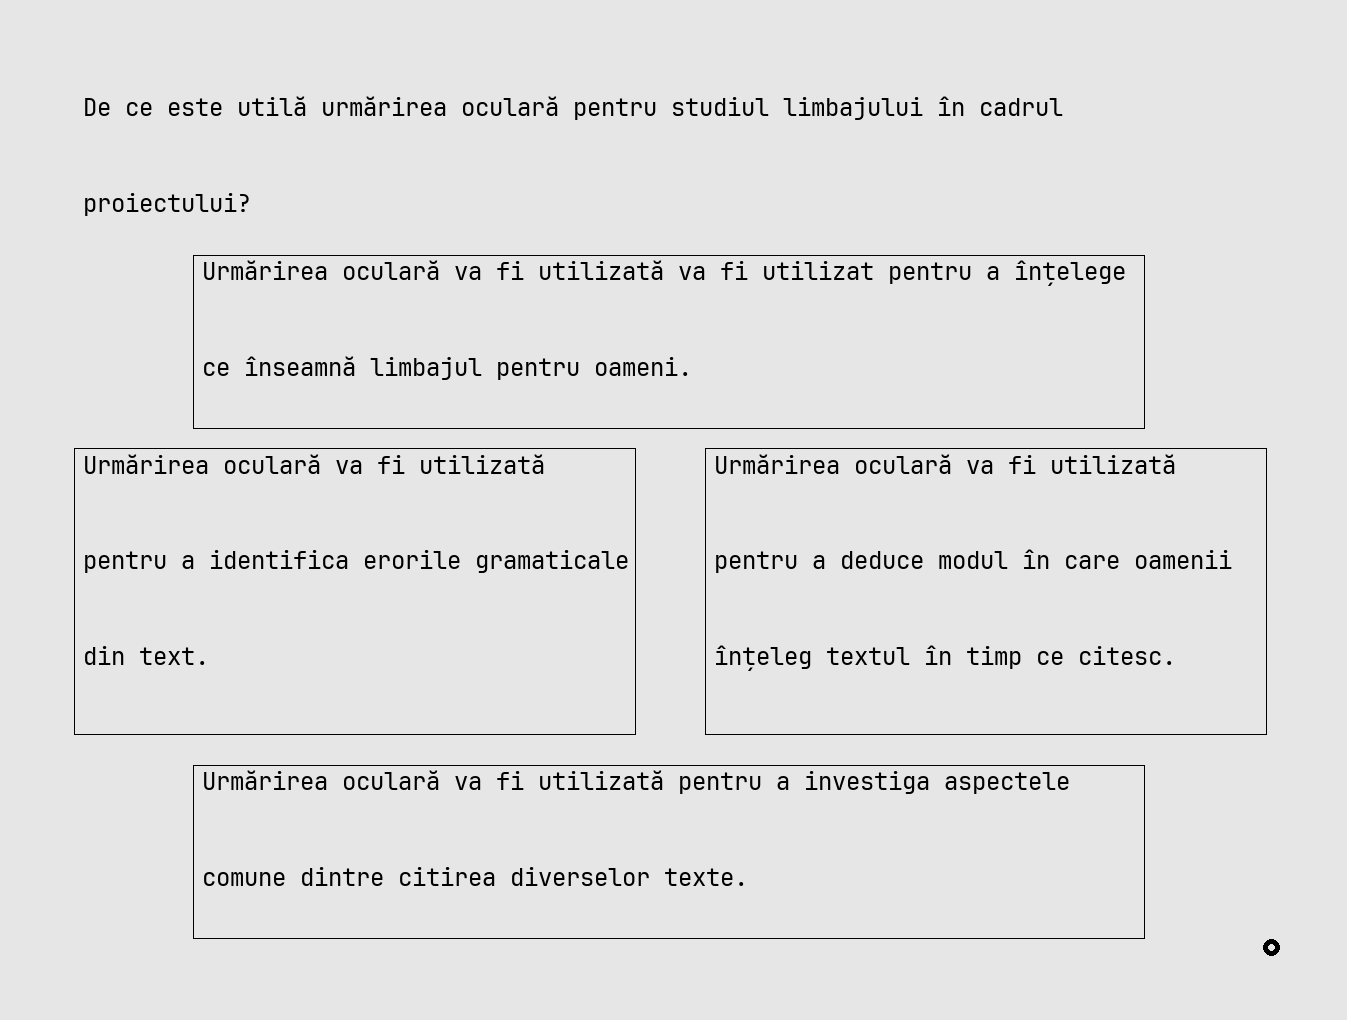 De ce este utilă urmărirea oculară pentru studiul limbajului în cadrul
proiectului?
Urmărirea oculară va fi utilizată va fi utilizat pentru a înțelege
ce înseamnă limbajul pentru oameni.
Urmărirea oculară va fi utilizată
pentru a identifica erorile gramaticale
din text.
Urmărirea oculară va fi utilizată
pentru a deduce modul în care oamenii
înțeleg textul în timp ce citesc.
Urmărirea oculară va fi utilizată pentru a investiga aspectele
comune dintre citirea diverselor texte.